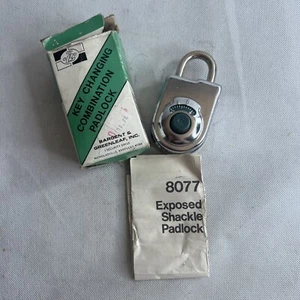 KEY CHANGING
COMBINATION
PADLOCK
SARGENT &
GREENLEAF, INC.
8077
Exposed
Shackle
Padlock